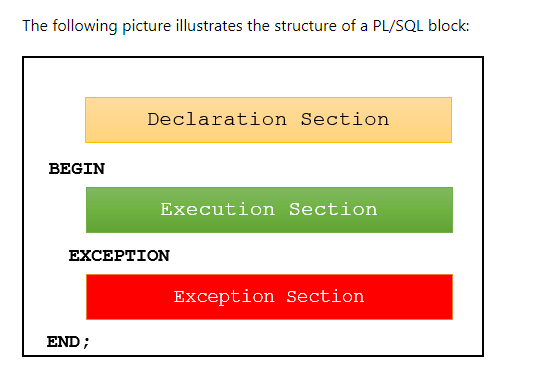 The following picture illustrates the structure of a PL/SQL block:
Declaration Section
BEGIN
Execution Section
EXCEPTION
Exception Section
END;